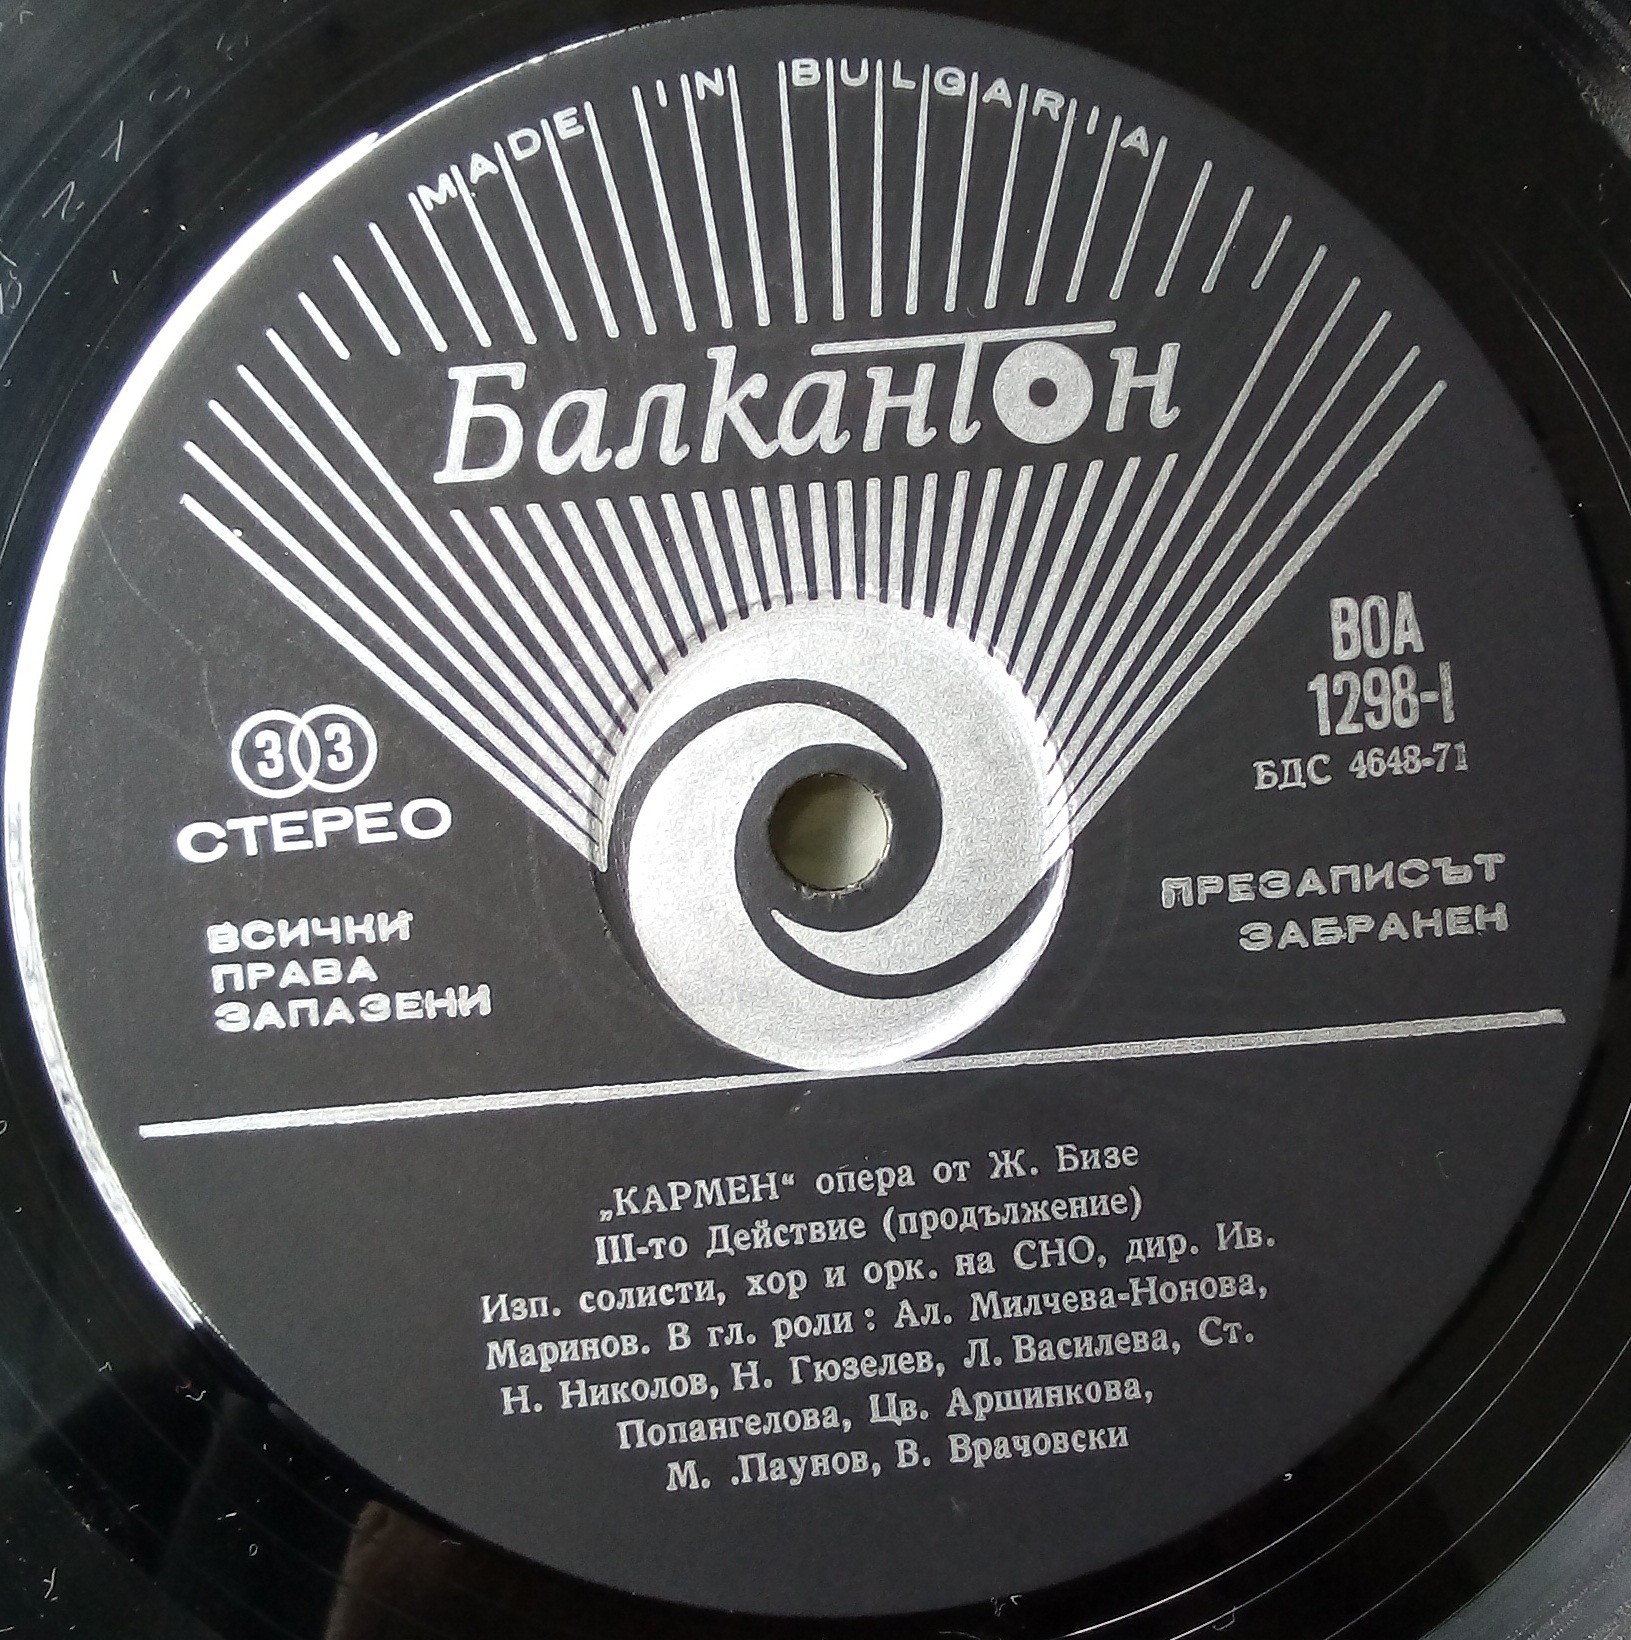 MADE IN BULGARIA
Балкантон
ВОА
1298-I
БДС 4648-71
33
СТЕРЕО
ПРЕЗАПИСЪТ
ЗАБРАНЕН
ВСИЧКИ
ПРАВА
ЗАПАЗЕНИ
„КАРМЕН“ опера от Ж. Бизе
III-то Действие (продължение)
Изп. солисти, хор и орк. на СНО, дир. Ив.
Маринов. В гл. роли : Ал. Милчева-Нонова,
Н. Николов, Н. Гюзелев, Л. Василева, Ст.
Попангелова, Цв. Аршинкова,
М. .Паунов, В. Врачовски